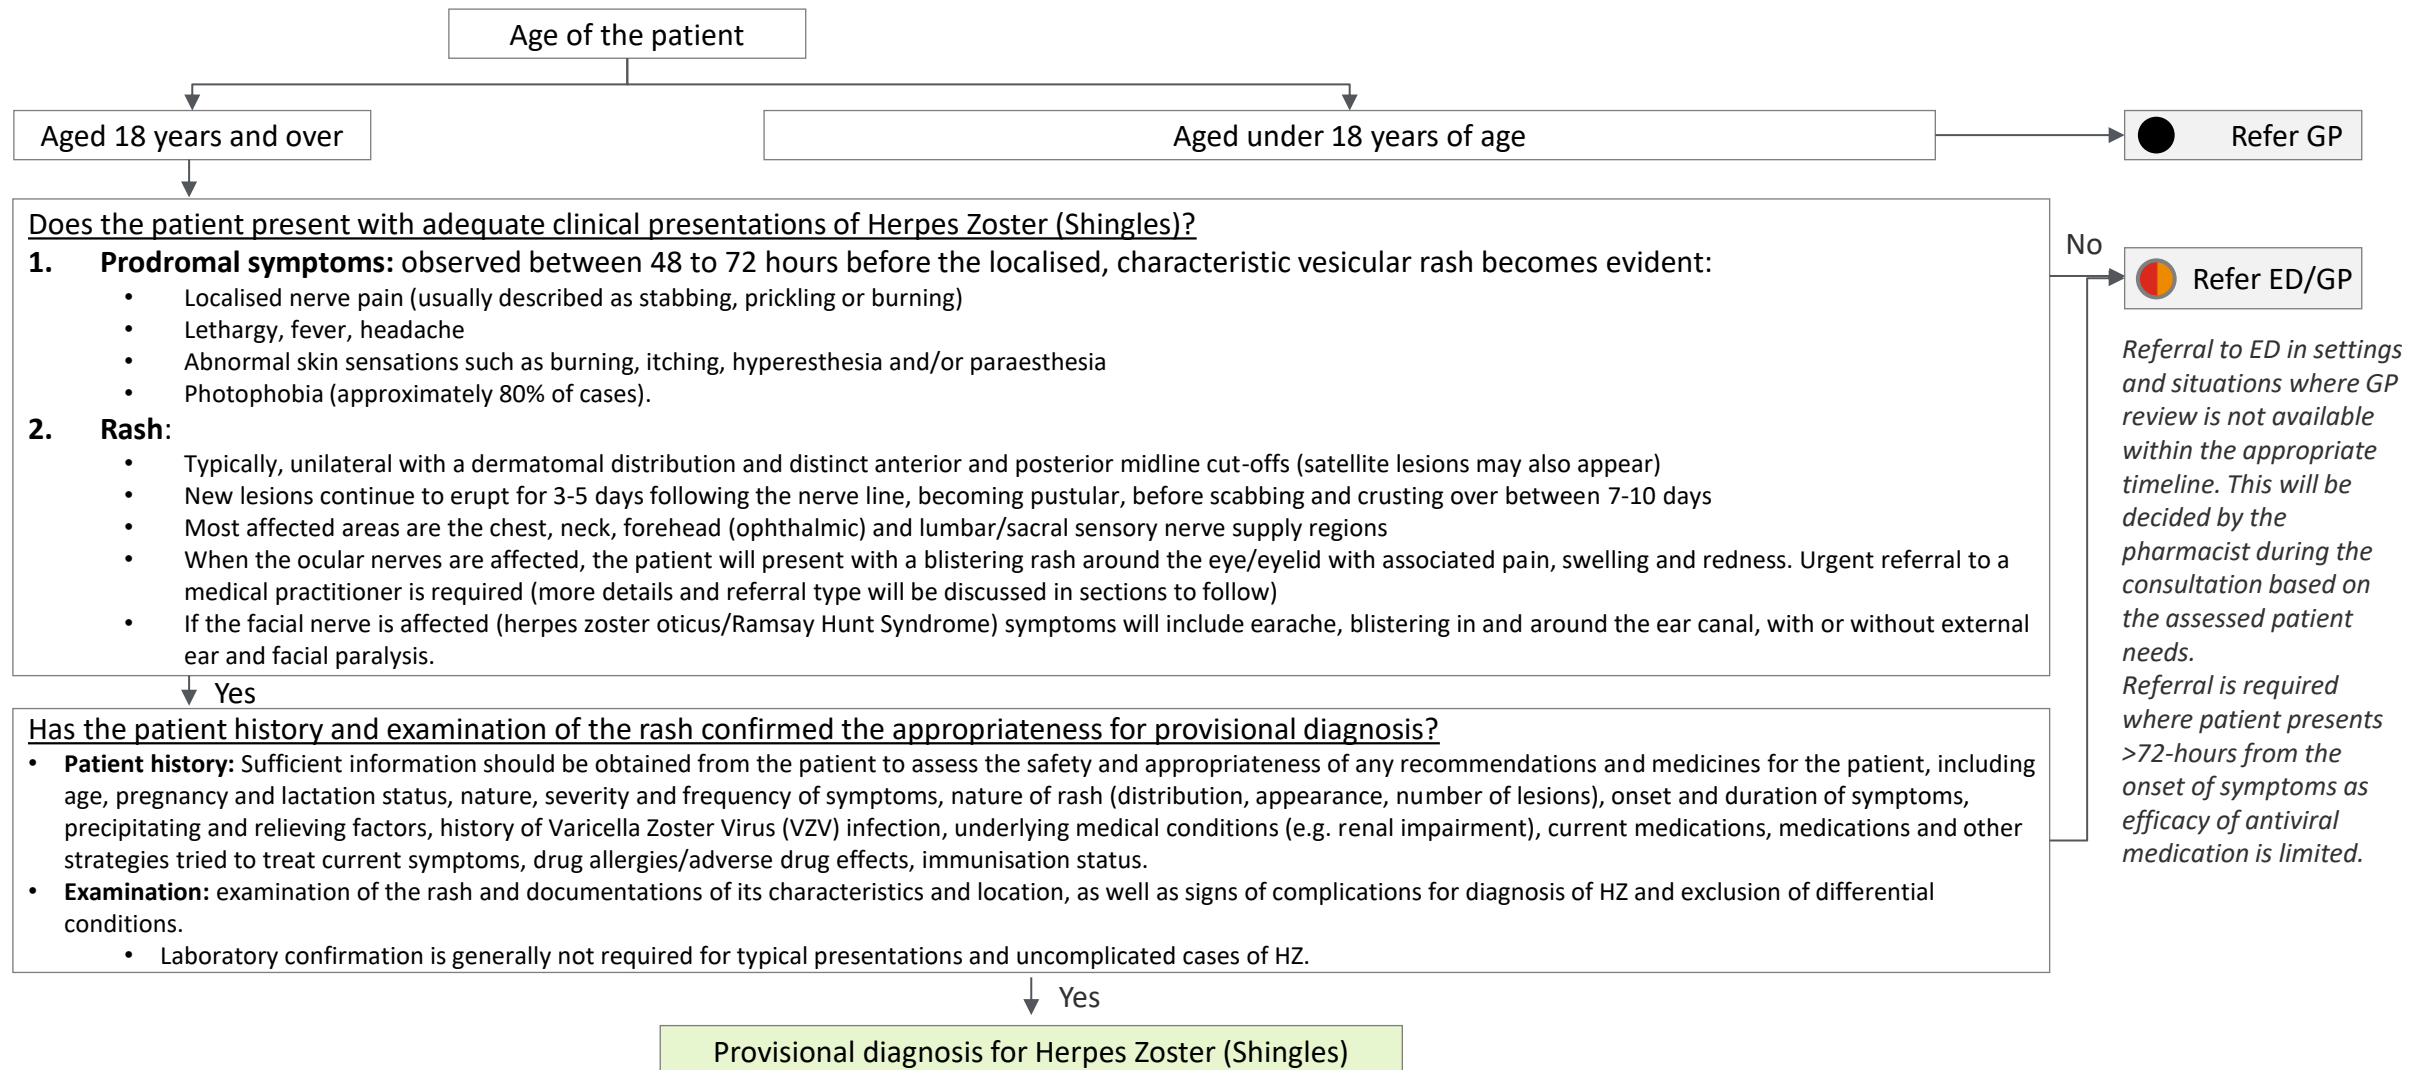 Age of the patient
Aged 18 years and over
Aged under 18 years of age
Refer GP
Does the patient present with adequate clinical presentations of Herpes Zoster (Shingles)?
1. Prodromal symptoms: observed between 48 to 72 hours before the localised, characteristic vesicular rash becomes evident:
• Localised nerve pain (usually described as stabbing, prickling or burning)
• Lethargy, fever, headache
• Abnormal skin sensations such as burning, itching, hyperesthesia and/or paraesthesia
• Photophobia (approximately 80% of cases).
2. Rash:
• Typically, unilateral with a dermatomal distribution and distinct anterior and posterior midline cut-offs (satellite lesions may also appear)
• New lesions continue to erupt for 3-5 days following the nerve line, becoming pustular, before scabbing and crusting over between 7-10 days
• Most affected areas are the chest, neck, forehead (ophthalmic) and lumbar/sacral sensory nerve supply regions
• When the ocular nerves are affected, the patient will present with a blistering rash around the eye/eyelid with associated pain, swelling and redness. Urgent referral to a
medical practitioner is required (more details and referral type will be discussed in sections to follow)
• If the facial nerve is affected (herpes zoster oticus/Ramsay Hunt Syndrome) symptoms will include earache, blistering in and around the ear canal, with or without external
ear and facial paralysis.
No
Refer ED/GP
Referral to ED in settings
and situations where GP
review is not available
within the appropriate
timeline. This will be
decided by the
pharmacist during the
consultation based on
the assessed patient
needs.
Referral is required
where patient presents
>72-hours from the
onset of symptoms as
efficacy of antiviral
medication is limited.
Yes
Has the patient history and examination of the rash confirmed the appropriateness for provisional diagnosis?
• Patient history: Sufficient information should be obtained from the patient to assess the safety and appropriateness of any recommendations and medicines for the patient, including
age, pregnancy and lactation status, nature, severity and frequency of symptoms, nature of rash (distribution, appearance, number of lesions), onset and duration of symptoms,
precipitating and relieving factors, history of Varicella Zoster Virus (VZV) infection, underlying medical conditions (e.g. renal impairment), current medications, medications and other
strategies tried to treat current symptoms, drug allergies/adverse drug effects, immunisation status.
• Examination: examination of the rash and documentations of its characteristics and location, as well as signs of complications for diagnosis of HZ and exclusion of differential
conditions.
• Laboratory confirmation is generally not required for typical presentations and uncomplicated cases of HZ.
Yes
Provisional diagnosis for Herpes Zoster (Shingles)